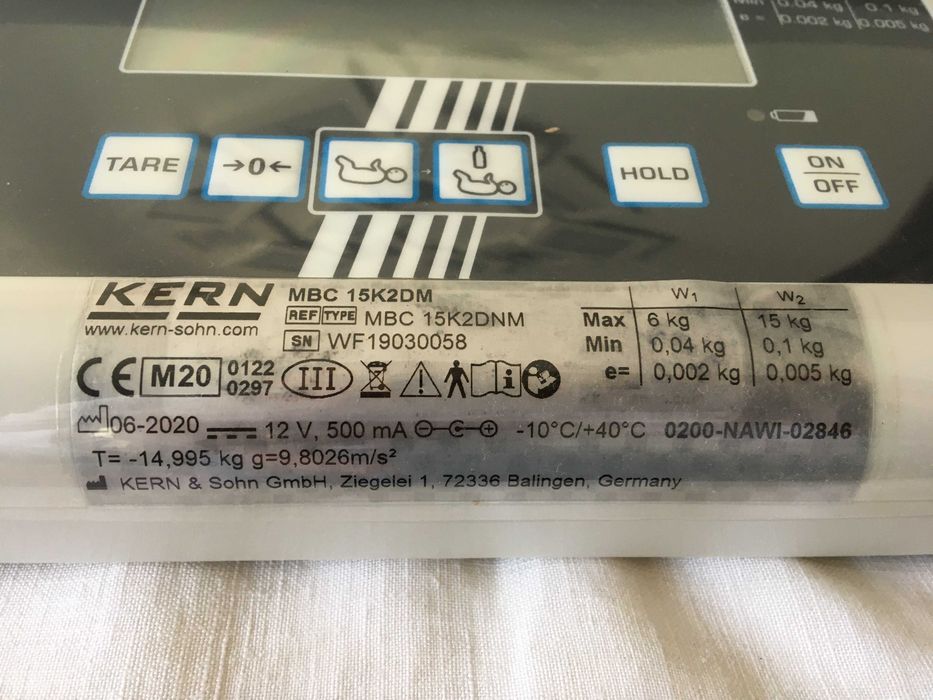 Min 0.04 kg 0.1 kg
e = 0.002 kg 0.005 kg
TARE →0← HOLD ON
OFF
KERN MBC 15K2DM W1 W2
REF TYPE MBC 15K2DNM Max 6 kg 15 kg
www.kern-sohn.com
SN WF19030058 Min 0,04 kg 0,1 kg
CE M20 0122 III e= 0,002 kg 0,005 kg
0297
06-2020 12 V, 500 mA -10°C/+40°C 0200-NAWI-02846
T= -14,995 kg g=9,8026m/s²
KERN & Sohn GmbH, Ziegelei 1, 72336 Balingen, Germany